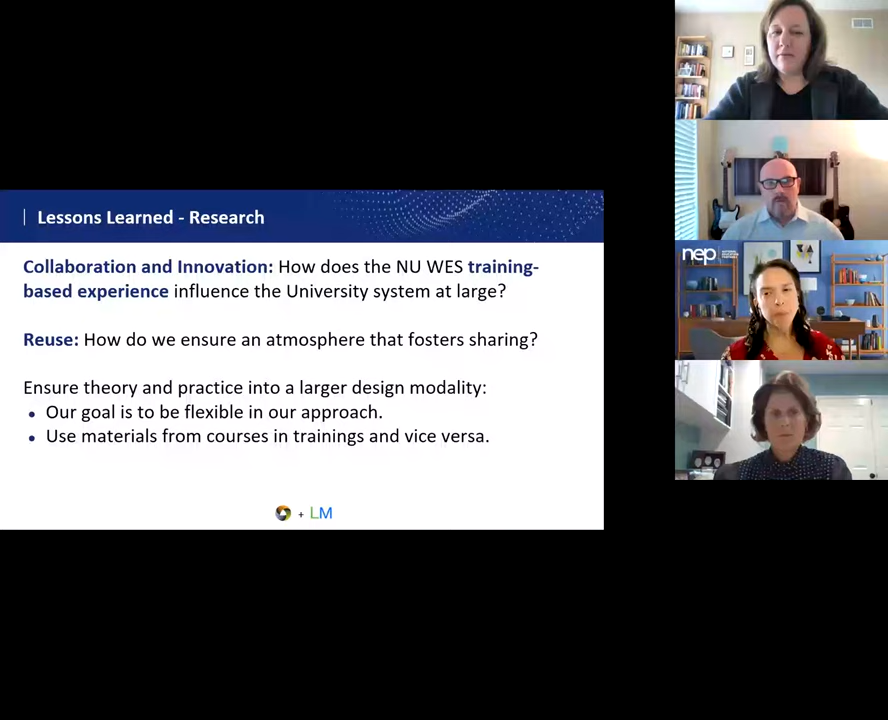 Lessons Learned - Research
Collaboration and Innovation: How does the NU WES training-
based experience influence the University system at large?
Reuse: How do we ensure an atmosphere that fosters sharing?
Ensure theory and practice into a larger design modality:
• Our goal is to be flexible in our approach.
• Use materials from courses in trainings and vice versa.
+ LM
nep